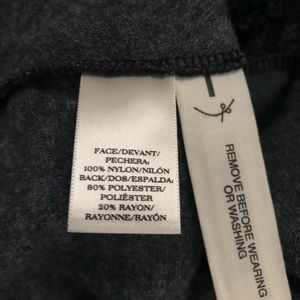 FACE/DEVANT/
PECHERA:
100% NYLON/NILÓN
BACK/DOS/ESPALDA:
80% POLYESTER/
POLIÉSTER
20% RAYON/
RAYONNE/RAYÓN
REMOVE BEFORE WEARING
OR WASHING